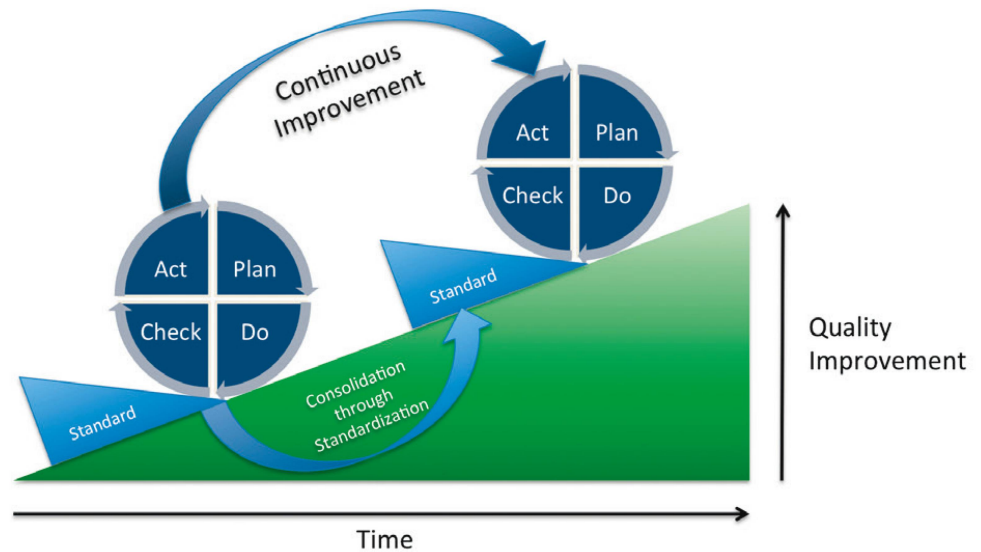 Continuous
Improvement
Act Plan
Check Do
Act Plan
Check Do
Standard
Standard
Consolidation
through
Standardization
Quality
Improvement
Time